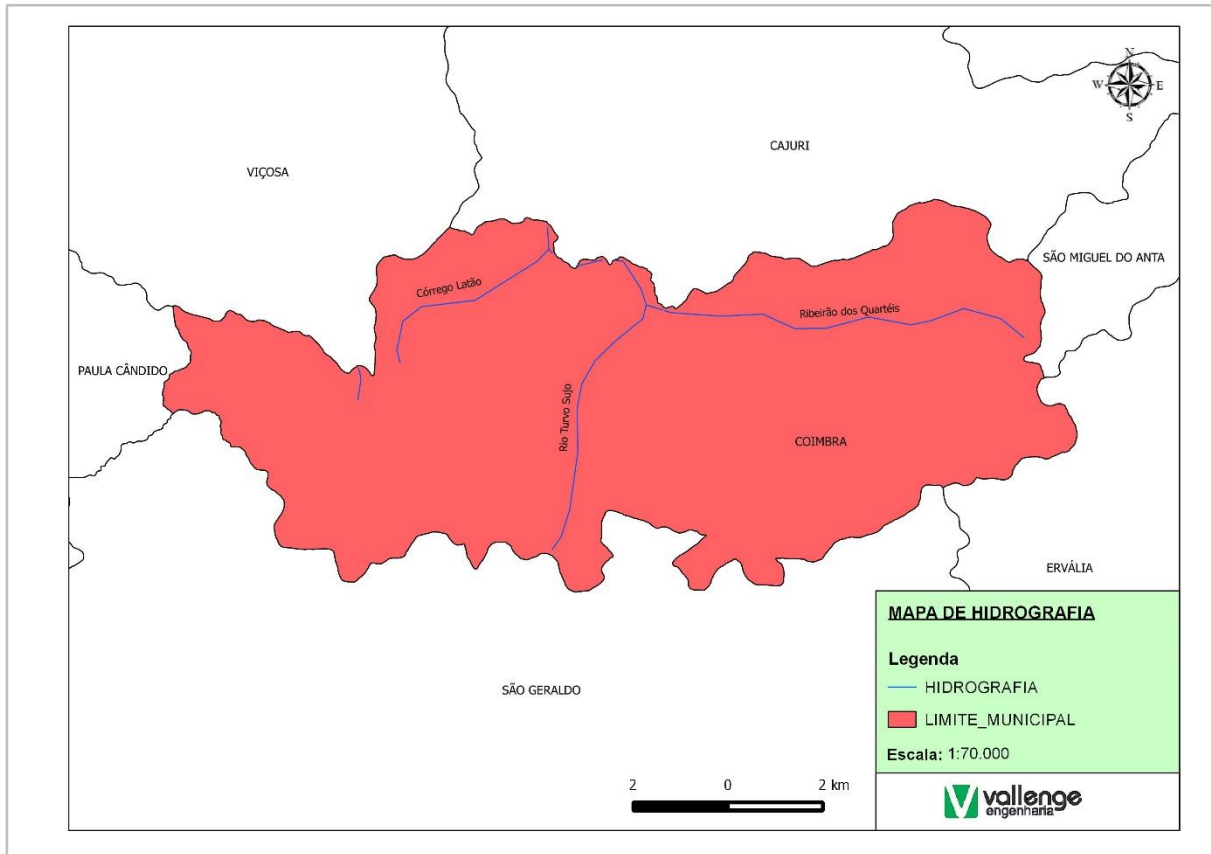 N
W E
S
CAJURI
VIÇOSA
SÃO MIGUEL DO ANTA
Córrego Latão
Ribeirão dos Quartéis
PAULA CÂNDIDO
Rio Turvo Sujo
COIMBRA
ERVÁLIA
SÃO GERALDO
MAPA DE HIDROGRAFIA
Legenda
HIDROGRAFIA
LIMITE_MUNICIPAL
Escala: 1:70.000
2 0 2 km
vallenge
engenharia